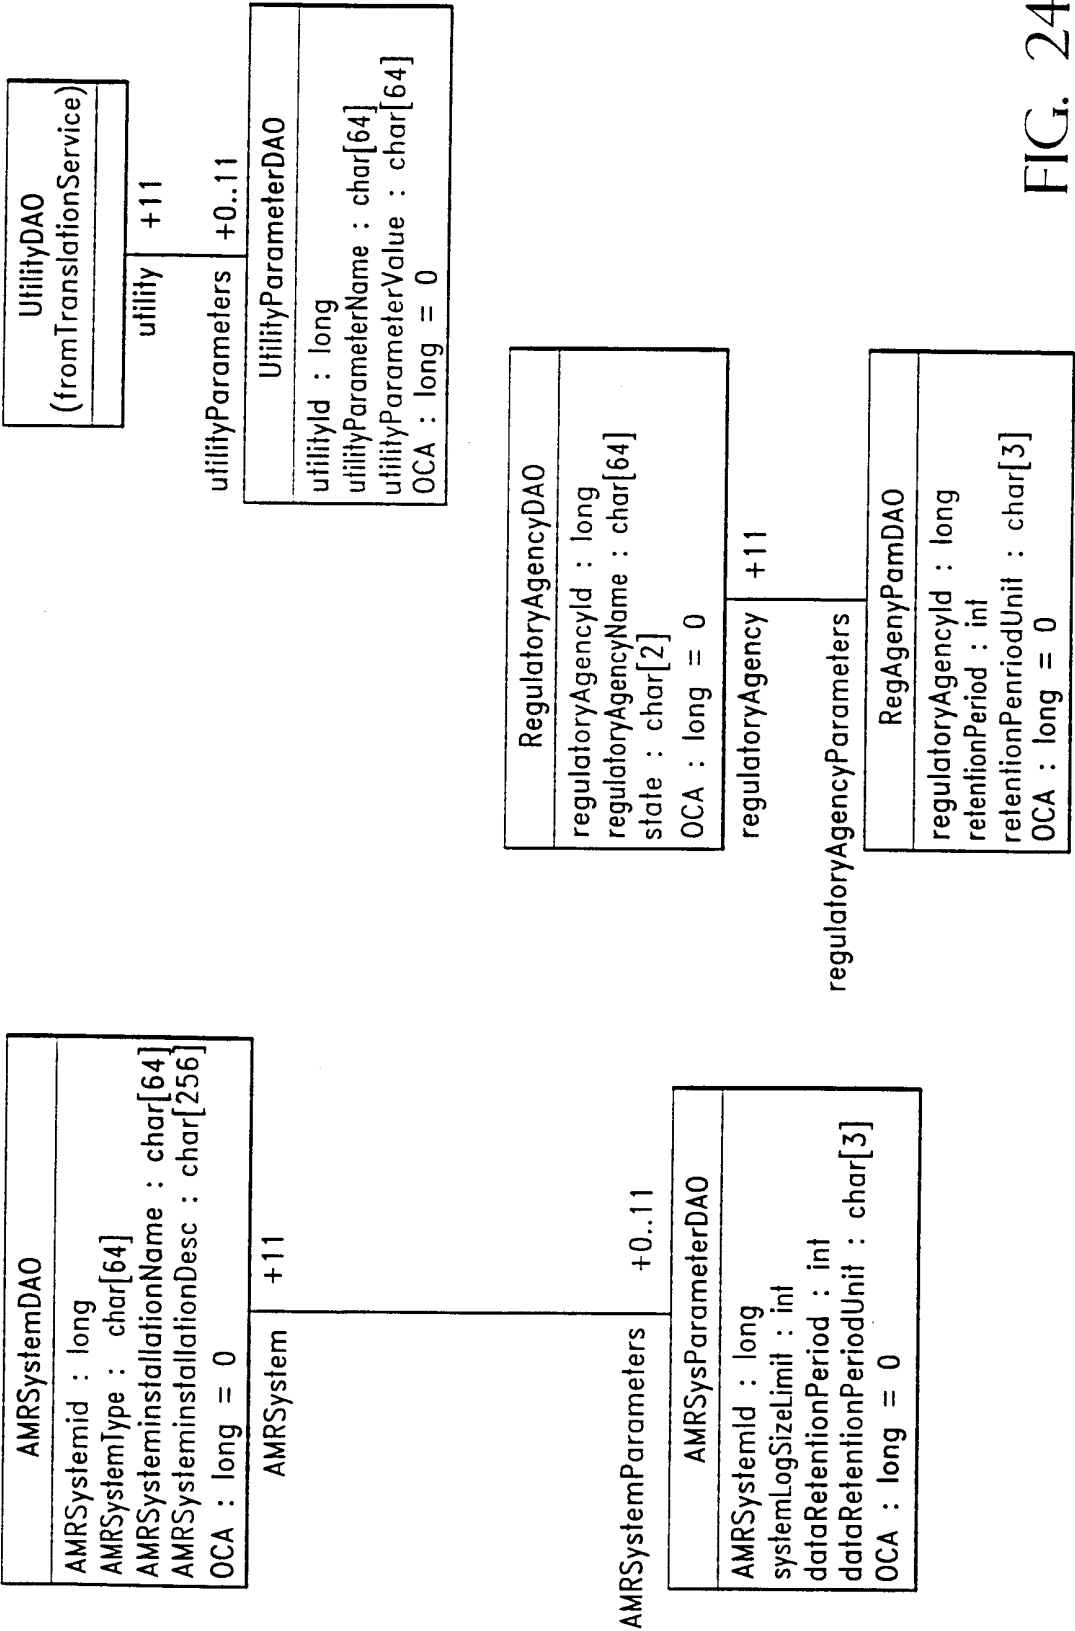 AMRSystemDAO
AMRSystemid : long
AMRSystemType : char[64]
AMRSysteminstallationName : char[64]
AMRSysteminstallationDesc : char[256]
OCA : long = 0
AMRSystem
+11
AMRSystemParameters
+0..11
AMRSysParameterDAO
AMRSystemId : long
systemLogSizeLimit : int
dataRetentionPeriod : int
dataRetentionPeriodUnit : char[3]
OCA : long = 0
UtilityDAO
(fromTranslationService)
utility
+11
utilityParameters
+0..11
UtilityParameterDAO
utilityId : long
utilityParameterName : char[64]
utilityParameterValue : char[64]
OCA : long = 0
RegulatoryAgencyDAO
regulatoryAgencyId : long
regulatoryAgencyName : char[64]
state : char[2]
OCA : long = 0
regulatoryAgency
+11
regulatoryAgencyParameters
RegAgenyPamDAO
regulatoryAgencyId : long
retentionPeriod : int
retentionPenriodUnit : char[3]
OCA : long = 0
FIG. 24